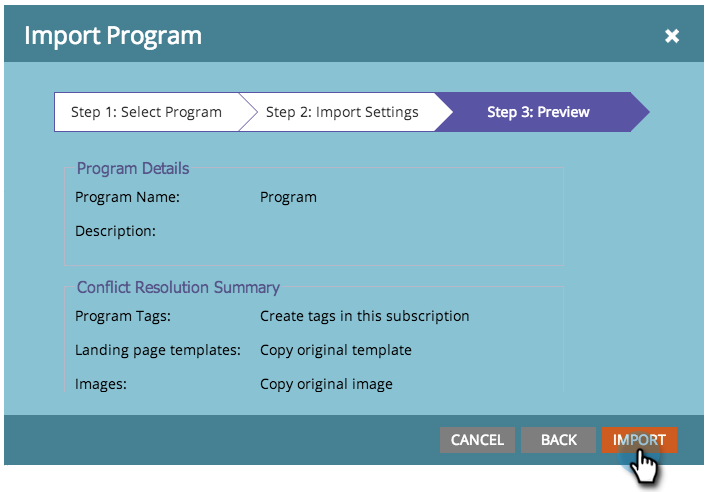 Import Program
Step 1: Select Program Step 2: Import Settings Step 3: Preview
Program Details
Program Name: Program
Description:
Conflict Resolution Summary
Program Tags: Create tags in this subscription
Landing page templates: Copy original template
Images: Copy original image
CANCEL BACK IMPORT